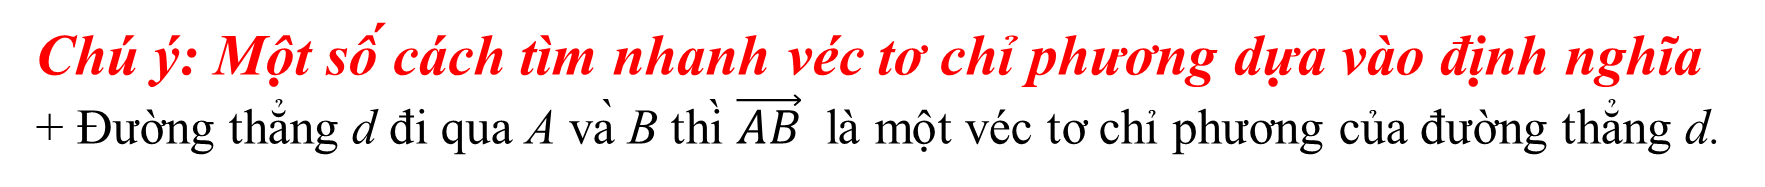 Chú ý: Một số cách tìm nhanh véc tơ chỉ phương dựa vào định nghĩa
+ Đường thẳng d đi qua A và B thì $\overrightarrow{AB}$ là một véc tơ chỉ phương của đường thẳng d.